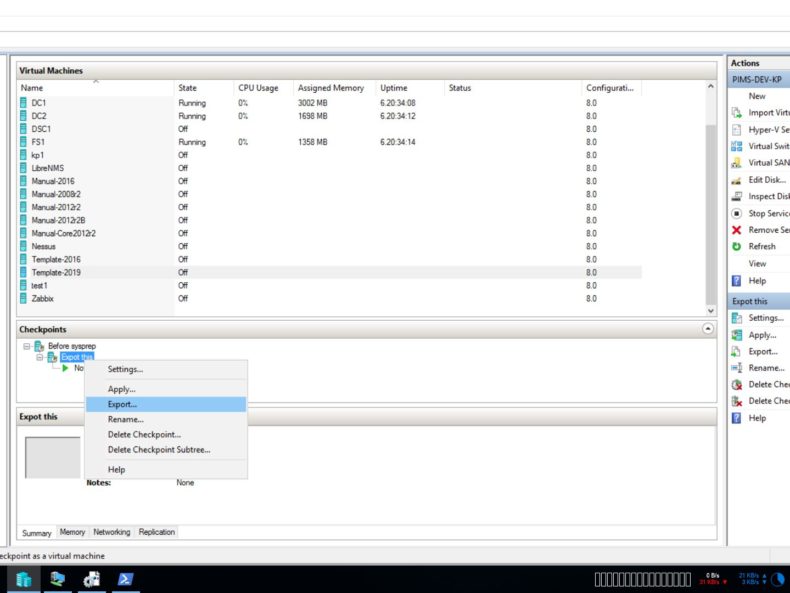 Virtual Machines
Name State CPU Usage Assigned Memory Uptime Status Configurati...
DC1 Running 0% 3002 MB 6.20:34:08 8.0
DC2 Running 0% 1698 MB 6.20:34:12 8.0
DSC1 Off 8.0
FS1 Running 0% 1358 MB 6.20:34:14 8.0
kp1 Off 8.0
LibreNMS Off 8.0
Manual-2016 Off 8.0
Manual-2008r2 Off 8.0
Manual-2012r2 Off 8.0
Manual-2012r2B Off 8.0
Manual-Core2012r2 Off 8.0
Nessus Off 8.0
Template-2016 Off 8.0
Template-2019 Off 8.0
test1 Off 8.0
Zabbix Off 8.0
Checkpoints
Before sysprep
Expot this
No
Settings...
Apply...
Export...
Rename...
Delete Checkpoint...
Delete Checkpoint Subtree...
Help
Expot this
Notes: None
Summary Memory Networking Replication
eckpoint as a virtual machine
Actions
PIMS-DEV-KP
New
Import Virtu
Hyper-V Se
Virtual Swit
Virtual SAN
Edit Disk...
Inspect Disk
Stop Service
Remove Ser
Refresh
View
Help
Expot this
Settings...
Apply...
Export...
Rename...
Delete Chec
Delete Chec
Help
0 B/s
21 KB/s
21 KB/s
3 KB/s